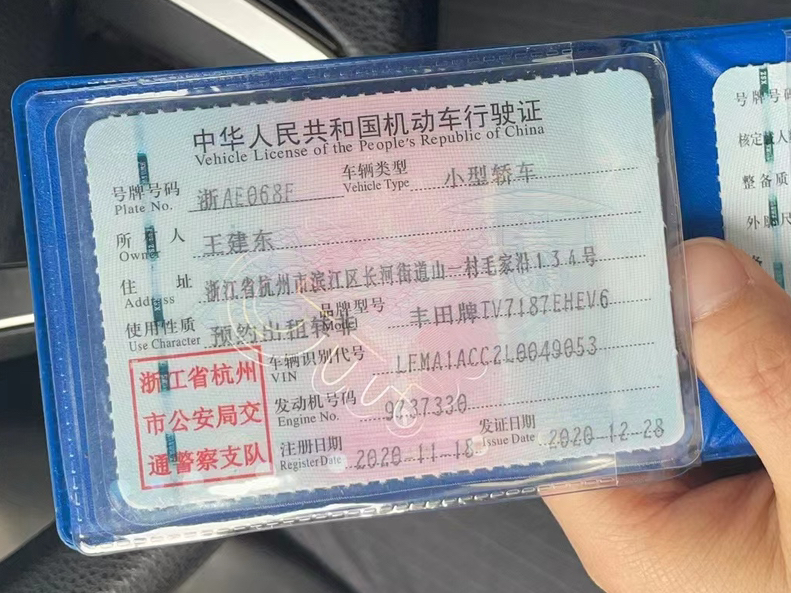 中华人民共和国机动车行驶证
Vehicle License of the People's Republic of China
号牌号码 浙AE068F 车辆类型 小型轿车
Plate No. Vehicle Type
所有人 王建东
Owner
住址 浙江省杭州市滨江区长河街道山一村毛家沿134号
Address
使用性质 预约出租转非 品牌型号 丰田牌TV7187EHEV6
Use Character Model
浙江省杭州
市公安局交
通警察支队
车辆识别代号 LFMA1ACC2L0049053
VIN
发动机号码 9737330
Engine No.
注册日期 2020-11-18 发证日期 2020-12-28
Register Date Issue Date
号牌号码
核定载人数
整备质
外廓尺